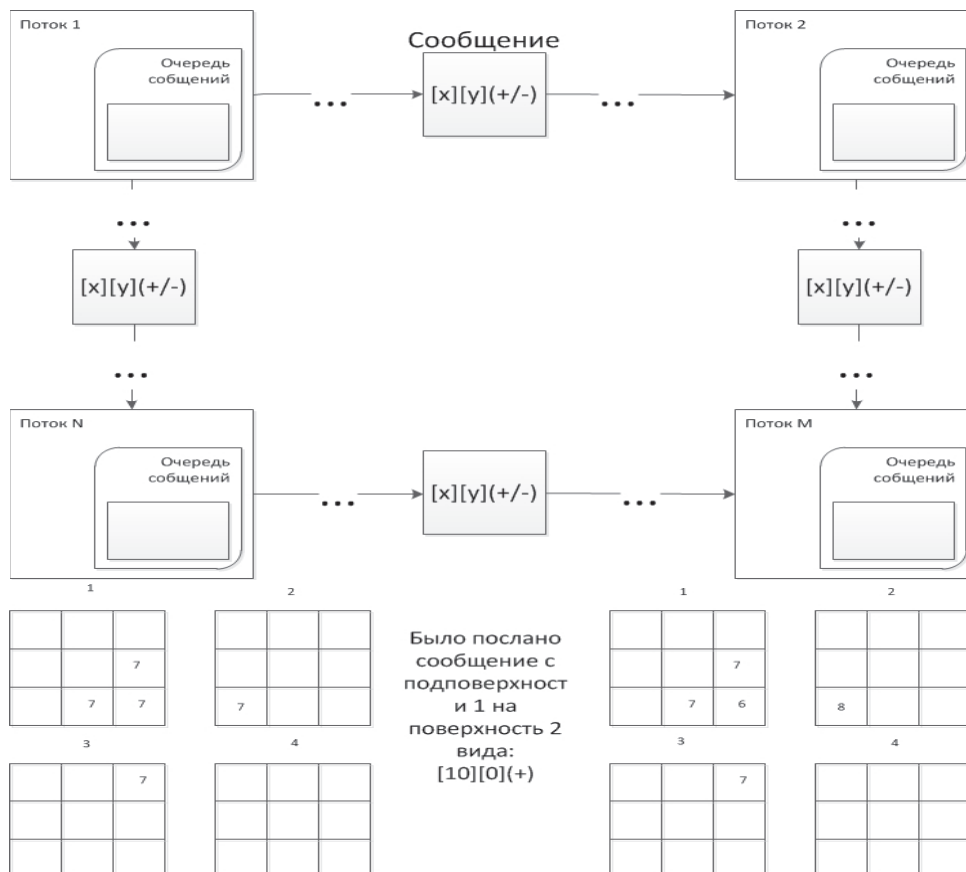 Поток 1
Очередь
собщений
...
Сообщение
[x][y](+/-)
...
Поток 2
Очередь
собщений
...
[x][y](+/-)
...
...
[x][y](+/-)
...
Поток N
Очередь
собщений
...
[x][y](+/-)
...
Поток M
Очередь
собщений
1
2
7
7 7
7
3
4
7
Было послано
сообщение с
подповерхност
и 1 на
поверхность 2
вида:
[10][0](+)
1
2
7
7 6
8
3
4
7